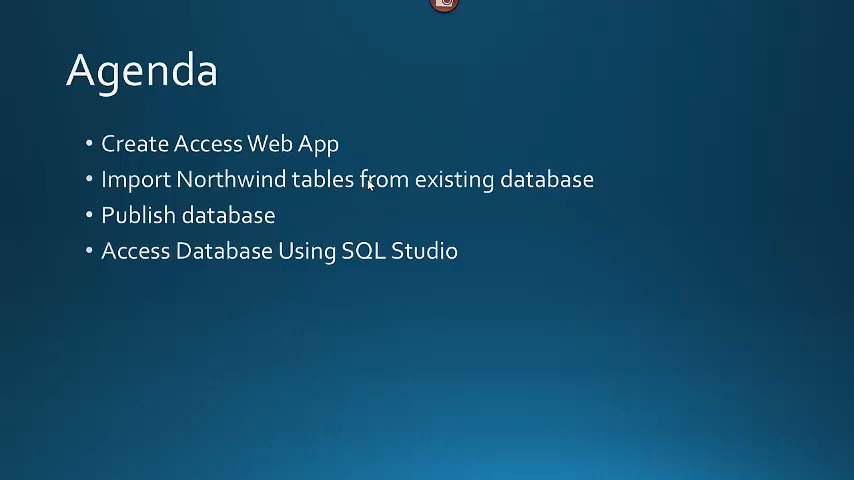 Agenda
• Create Access Web App
• Import Northwind tables from existing database
• Publish database
• Access Database Using SQL Studio